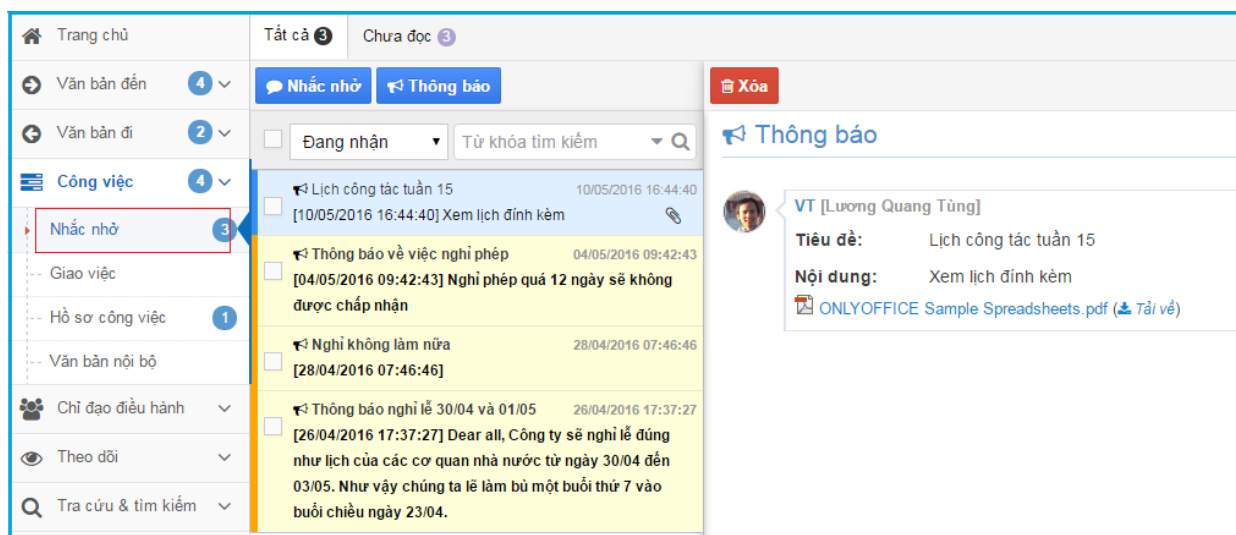 Trang chủ
Văn bản đến 4
Văn bản đi 2
Công việc 4
Nhắc nhở 3
Giao việc
Hồ sơ công việc 1
Văn bản nội bộ
Chỉ đạo điều hành
Theo dõi
Tra cứu & tìm kiếm
Tất cả 3 Chưa đọc 3
Nhắc nhở Thông báo
Đang nhận Từ khóa tìm kiếm
Lịch công tác tuần 15 10/05/2016 16:44:40
[10/05/2016 16:44:40] Xem lịch đính kèm
Thông báo về việc nghỉ phép 04/05/2016 09:42:43
[04/05/2016 09:42:43] Nghỉ phép quá 12 ngày sẽ không
được chấp nhận
Nghỉ không làm nữa 28/04/2016 07:46:46
[28/04/2016 07:46:46]
Thông báo nghỉ lễ 30/04 và 01/05 26/04/2016 17:37:27
[26/04/2016 17:37:27] Dear all, Công ty sẽ nghỉ lễ đúng
như lịch của các cơ quan nhà nước từ ngày 30/04 đến
03/05. Như vậy chúng ta lẽ làm bù một buổi thứ 7 vào
buổi chiều ngày 23/04.
Xóa
Thông báo
VT [Lương Quang Tùng]
Tiêu đề: Lịch công tác tuần 15
Nội dung: Xem lịch đính kèm
ONLYOFFICE Sample Spreadsheets.pdf (Tải về)